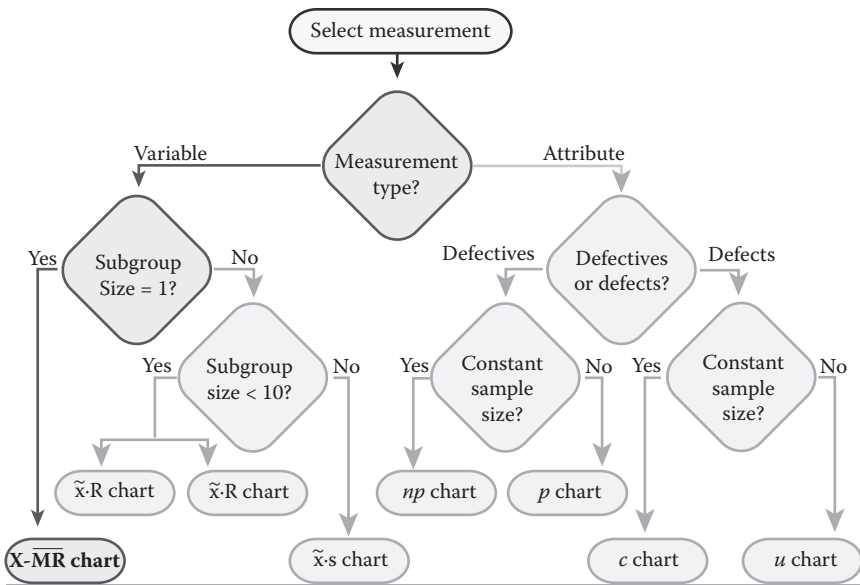 Select measurement
Measurement
type?
Variable
Attribute
Subgroup
Size = 1?
Yes
No
Defectives
or defects?
Defectives
Defects
Subgroup
size < 10?
Yes
No
Constant
sample
size?
Yes
No
Constant
sample
size?
Yes
No
x̃·R chart
x̃·R chart
np chart
p chart
X-M̅R̅ chart
x̃·s chart
c chart
u chart